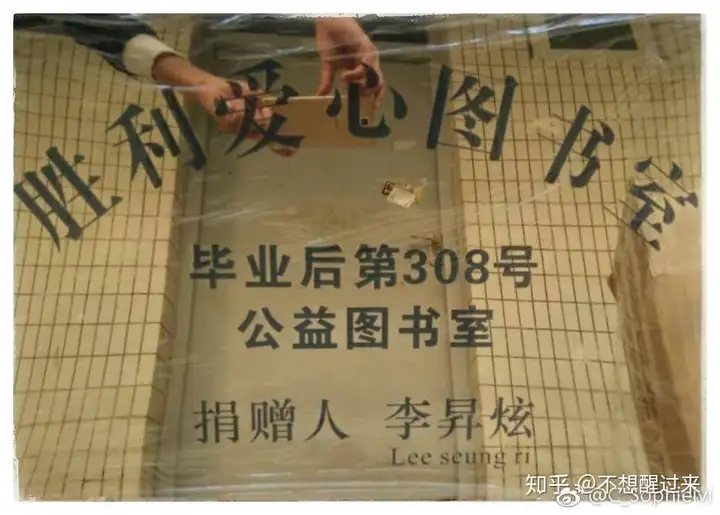 胜利爱心图书室
毕业后第308号
公益图书室
捐赠人 李昇炫
Lee seung ri
知乎 @不想醒过来
@C_SophieVI